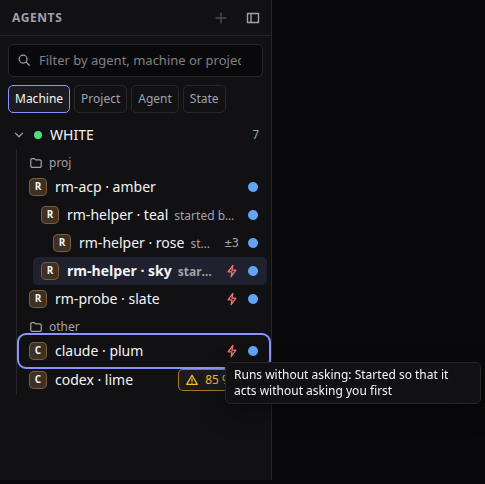 AGENTS
Filter by agent, machine or projec
Machine Project Agent State
WHITE 7
proj
R rm-acp · amber
R rm-helper · teal started b...
R rm-helper · rose st... ±3
R rm-helper · sky star...
R rm-probe · slate
other
C claude · plum
C codex · lime 85
Runs without asking: Started so that it
acts without asking you first